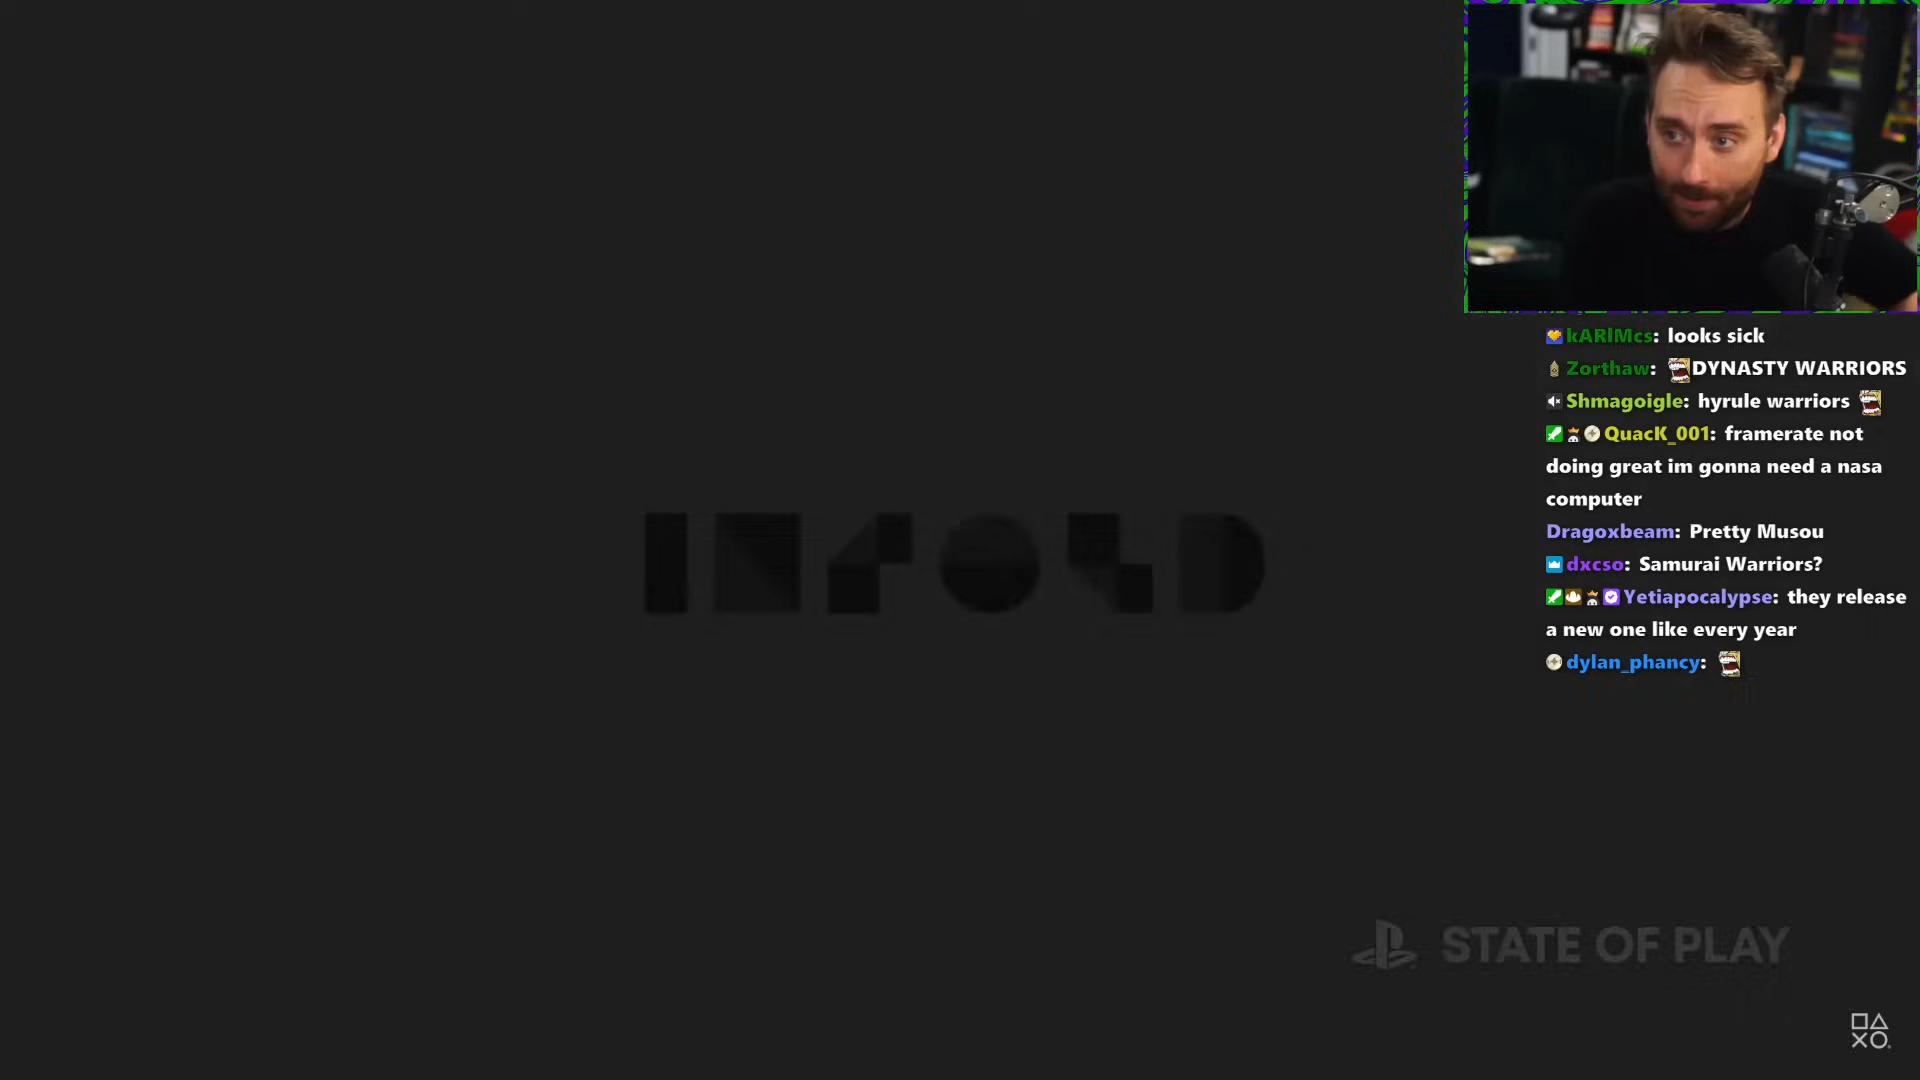 kARlMcs: looks sick
Zorthaw: DYNASTY WARRIORS
Shmagoigle: hyrule warriors
QuacK_001: framerate not
doing great im gonna need a nasa
computer
Dragoxbeam: Pretty Musou
dxcso: Samurai Warriors?
Yetiapocalypse: they release
a new one like every year
dylan_phancy:
INFOLD
STATE OF PLAY